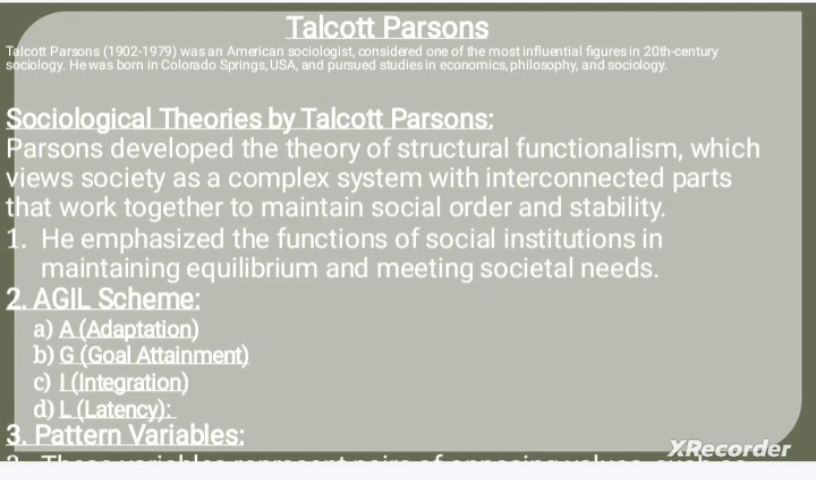 Talcott Parsons
Talcott Parsons (1902-1979) was an American sociologist, considered one of the most influential figures in 20th-century
sociology. He was born in Colorado Springs, USA, and pursued studies in economics, philosophy, and sociology.
Sociological Theories by Talcott Parsons:
Parsons developed the theory of structural functionalism, which
views society as a complex system with interconnected parts
that work together to maintain social order and stability.
1. He emphasized the functions of social institutions in
maintaining equilibrium and meeting societal needs.
2. AGIL Scheme:
a) A (Adaptation)
b) G (Goal Attainment)
c) I (Integration)
d) L (Latency):
3. Pattern Variables:
XRecorder